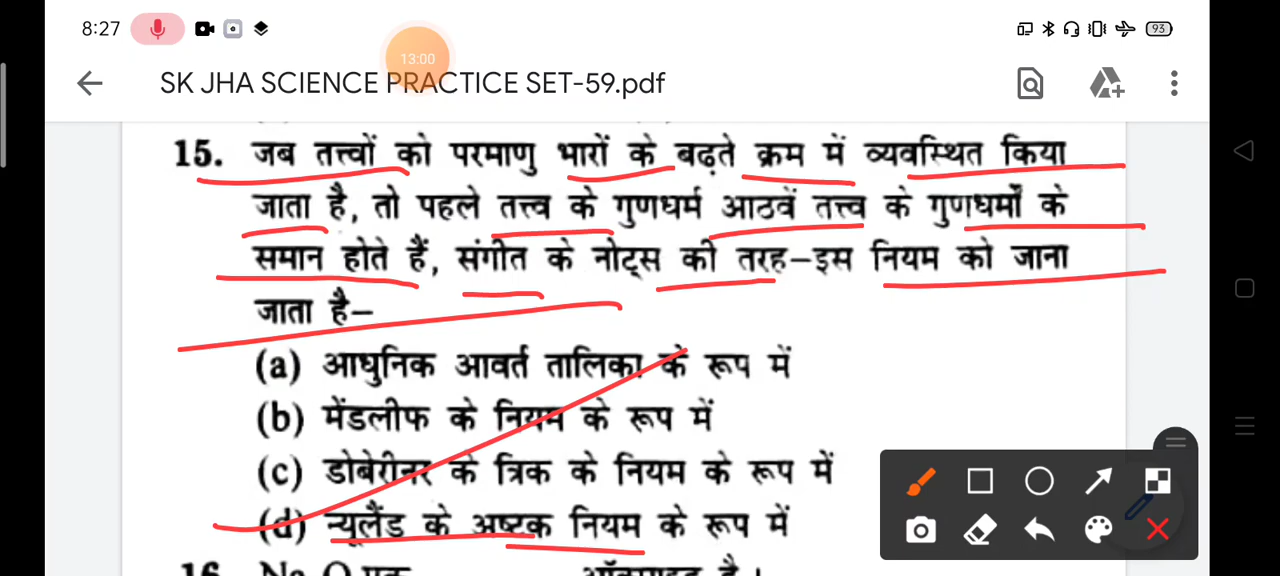 8:27
93
13:00
SK JHA SCIENCE PRACTICE SET-59.pdf
15. जब तत्त्वों को परमाणु भारों के बढ़ते क्रम में व्यवस्थित किया
जाता है, तो पहले तत्त्व के गुणधर्म आठवें तत्त्व के गुणधर्मों के
समान होते हैं, संगीत के नोट्स की तरह–इस नियम को जाना
जाता है–
(a) आधुनिक आवर्त तालिका के रूप में
(b) मेंडलीफ के नियम के रूप में
(c) डोबेरीनर के त्रिक के नियम के रूप में
(d) न्यूलैंड के अष्टक नियम के रूप में